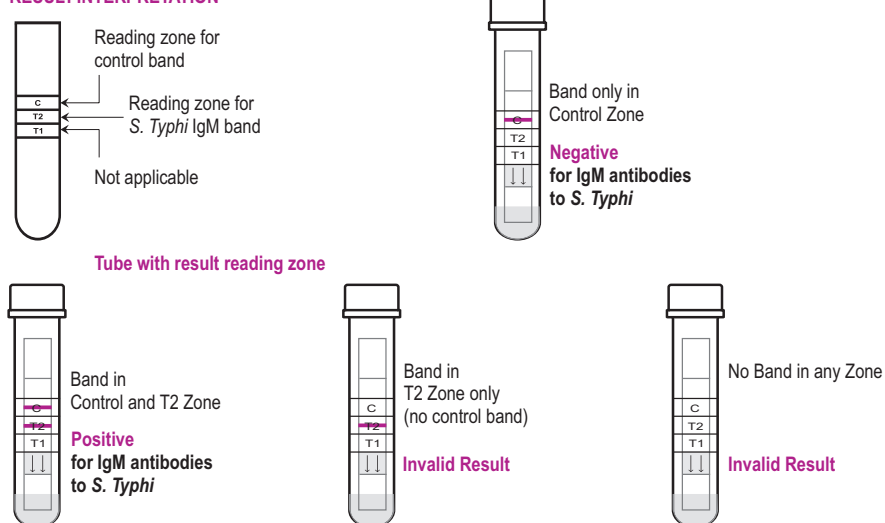 RESULT INTERPRETATION
Reading zone for
control band
Reading zone for
S. Typhi IgM band
Not applicable
C
T2
T1
Tube with result reading zone
Band only in
Control Zone
Negative
for IgM antibodies
to S. Typhi
C
T2
T1
Band in
Control and T2 Zone
Positive
for IgM antibodies
to S. Typhi
C
T2
T1
Band in
T2 Zone only
(no control band)
Invalid Result
C
T2
T1
No Band in any Zone
Invalid Result
C
T2
T1